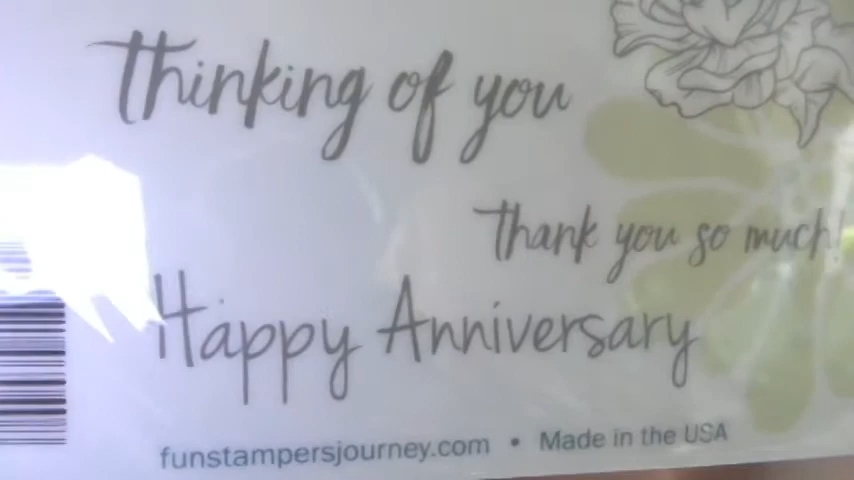 thinking of you
thank you so much!
Happy Anniversary
funstampersjourney.com • Made in the USA